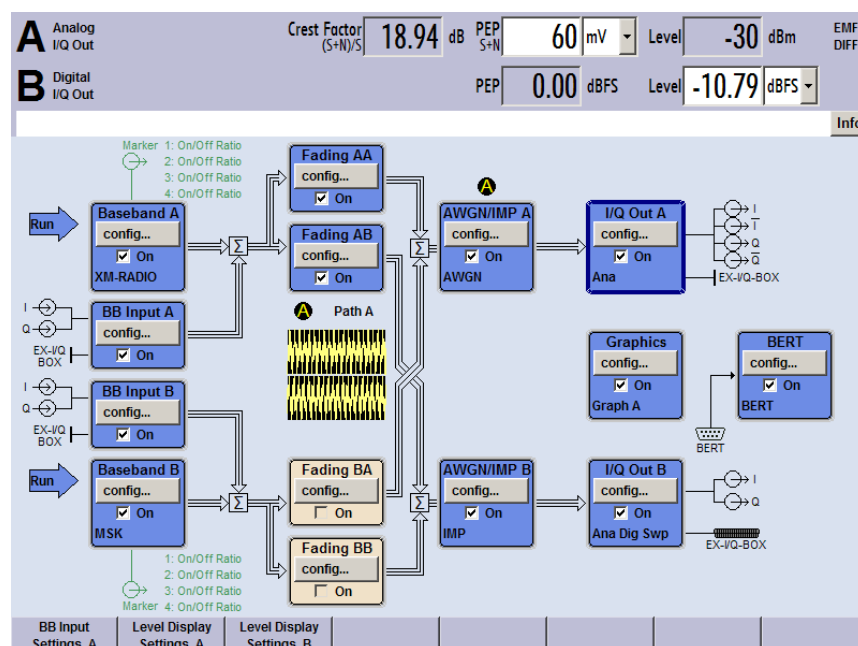 A Analog I/Q Out Crest Factor (S+N)/S 18.94 dB PEP S+N 60 mV Level -30 dBm EMF DIFF
B Digital I/Q Out PEP 0.00 dBFS Level -10.79 dBFS
Info
Marker 1: On/Off Ratio
2: On/Off Ratio
3: On/Off Ratio
4: On/Off Ratio
Run
Baseband A
config...
On
XM-RADIO
Σ
Fading AA
config...
On
Fading AB
config...
On
Σ
A
AWGN/IMP A
config...
On
AWGN
I/Q Out A
config...
On
Ana
I
I
Q
Q
EX-I/Q-BOX
I
Q
EX-I/Q
BOX
BB Input A
config...
On
A Path A
Graphics
config...
On
Graph A
BERT
config...
On
BERT
BERT
I
Q
EX-I/Q
BOX
BB Input B
config...
On
Run
Baseband B
config...
On
MSK
Σ
Fading BA
config...
On
Fading BB
config...
On
Σ
AWGN/IMP B
config...
On
IMP
I/Q Out B
config...
On
Ana Dig Swp
I
Q
EX-I/Q-BOX
1: On/Off Ratio
2: On/Off Ratio
3: On/Off Ratio
Marker 4: On/Off Ratio
BB Input
Settings A
Level Display
Settings A
Level Display
Settings B